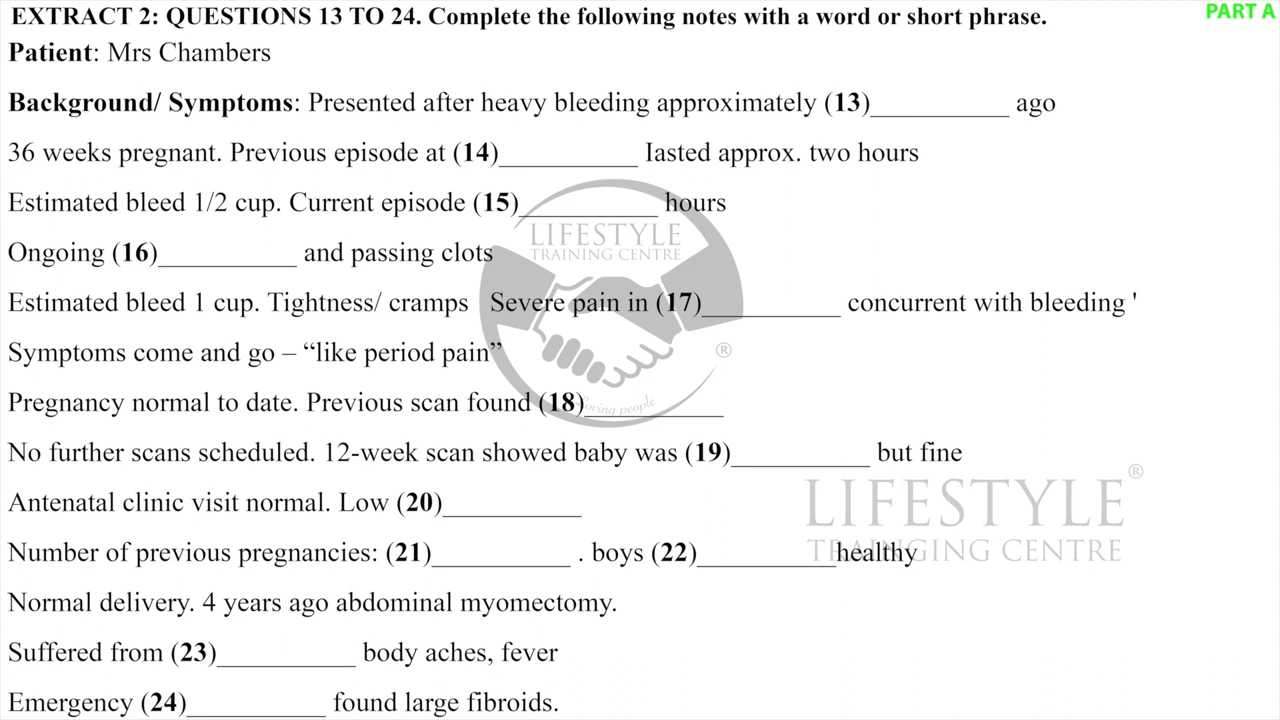 EXTRACT 2: QUESTIONS 13 TO 24. Complete the following notes with a word or short phrase.
PART A
Patient: Mrs Chambers
Background/ Symptoms: Presented after heavy bleeding approximately (13)__________ ago
36 weeks pregnant. Previous episode at (14)__________ Iasted approx. two hours
Estimated bleed 1/2 cup. Current episode (15)__________ hours
LIFESTYLE
TRAINING CENTRE
Ongoing (16)__________ and passing clots
Estimated bleed 1 cup. Tightness/ cramps Severe pain in (17)__________ concurrent with bleeding '
Symptoms come and go – “like period pain”
®
Pregnancy normal to date. Previous scan found (18)__________
people
No further scans scheduled. 12-week scan showed baby was (19)__________ but fine
®
LIFESTYLE
Antenatal clinic visit normal. Low (20)__________
Number of previous pregnancies: (21)__________ . boys (22)__________healthy
CENTRE
Normal delivery. 4 years ago abdominal myomectomy.
Suffered from (23)__________ body aches, fever
Emergency (24)__________ found large fibroids.